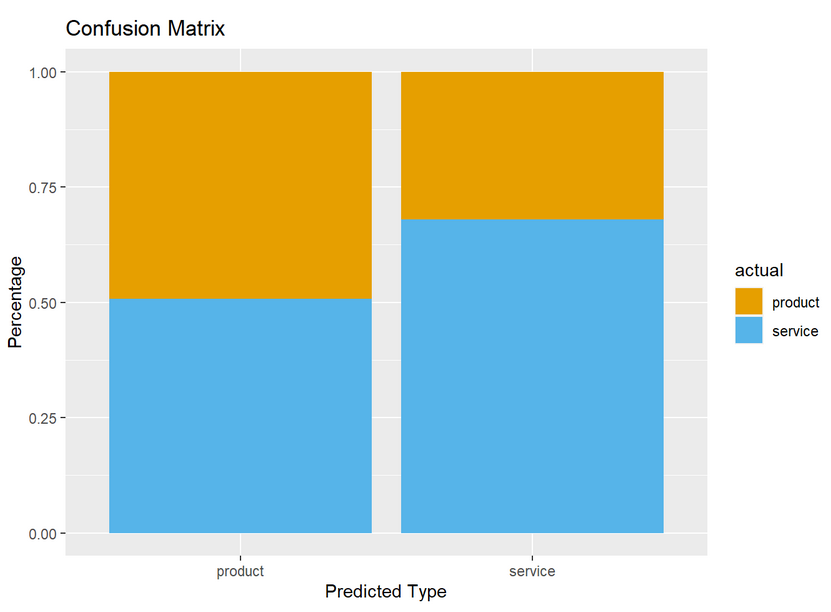 Confusion Matrix
Percentage
1.00
0.75
0.50
0.25
0.00
product
service
Predicted Type
actual
product
service